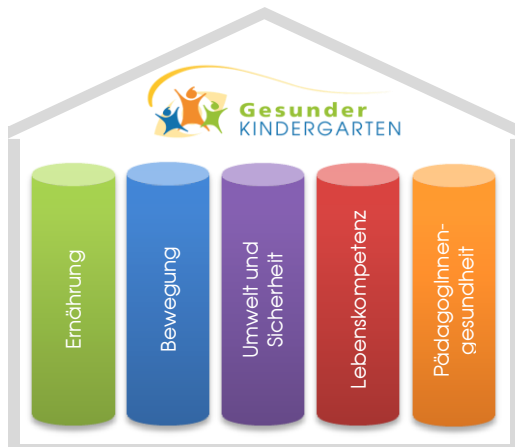 Gesunder
KINDERGARTEN
Ernährung
Bewegung
Umwelt und
Sicherheit
Lebenskompetenz
PädagogInnen-
gesundheit